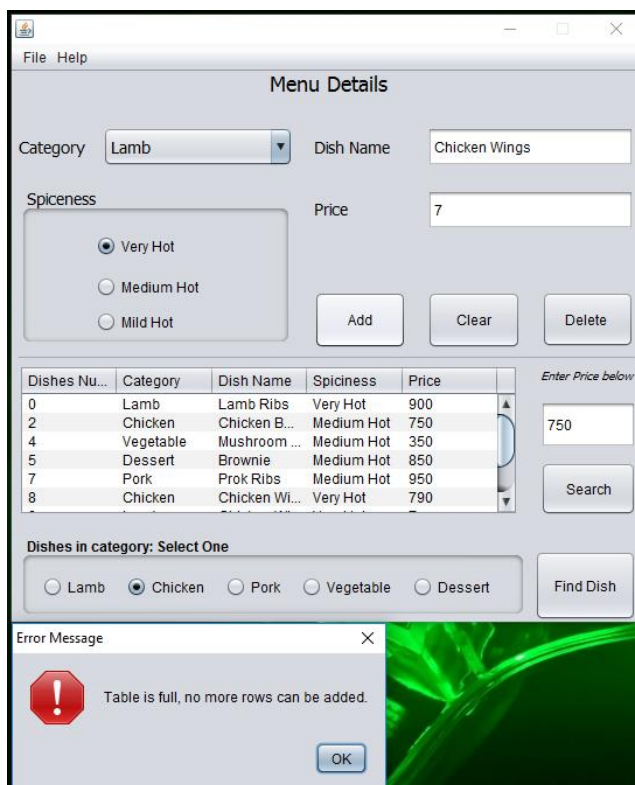 File Help
Menu Details
Category Lamb Dish Name Chicken Wings
Spiceness
Price 7
Very Hot
Medium Hot
Mild Hot
Add Clear Delete
Dishes Nu... Category Dish Name Spiciness Price
Enter Price below
0 Lamb Lamb Ribs Very Hot 900
2 Chicken Chicken B... Medium Hot 750
750
4 Vegetable Mushroom ... Medium Hot 350
5 Dessert Brownie Medium Hot 850
7 Pork Prok Ribs Medium Hot 950
8 Chicken Chicken Wi... Very Hot 790
Search
Dishes in category: Select One
Lamb Chicken Pork Vegetable Dessert
Find Dish
Error Message
Table is full, no more rows can be added.
OK